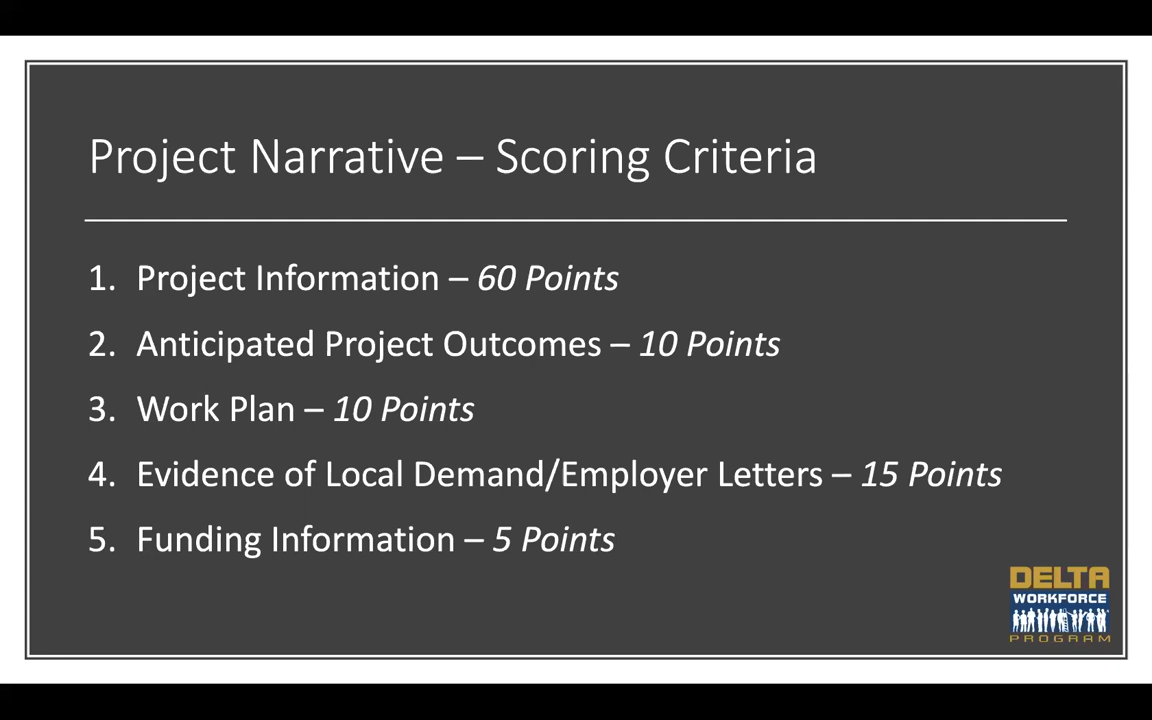 Project Narrative – Scoring Criteria
1. Project Information – 60 Points
2. Anticipated Project Outcomes – 10 Points
3. Work Plan – 10 Points
4. Evidence of Local Demand/Employer Letters – 15 Points
5. Funding Information – 5 Points
DELTA
WORKFORCE
PROGRAM